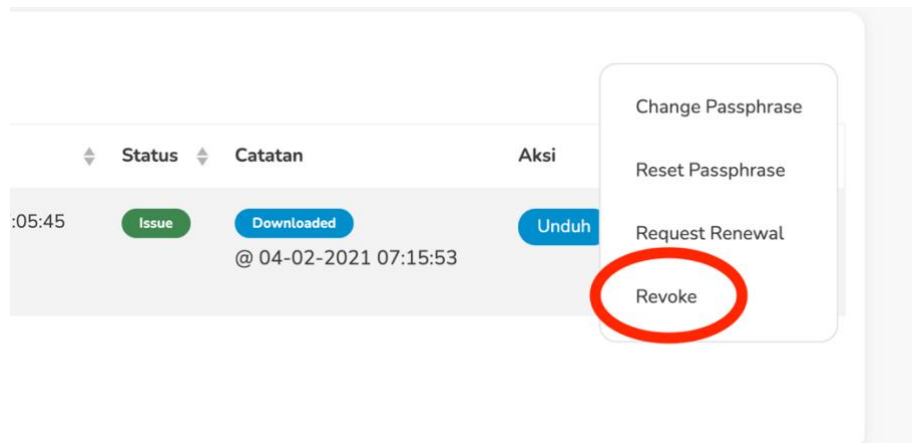 Change Passphrase
Status Catatan Aksi
Reset Passphrase
:05:45 Issue Downloaded Unduh
@ 04-02-2021 07:15:53
Request Renewal
Revoke